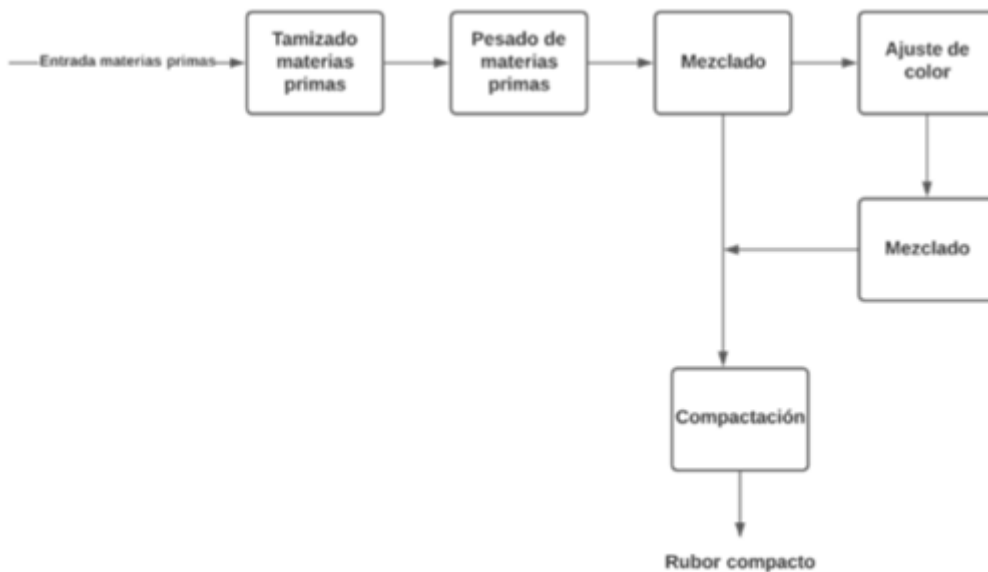 Entrada materias primas
Tamizado
materias
primas
Pesado de
materias
primas
Mezclado
Ajuste de
color
Mezclado
Compactación
Rubor compacto